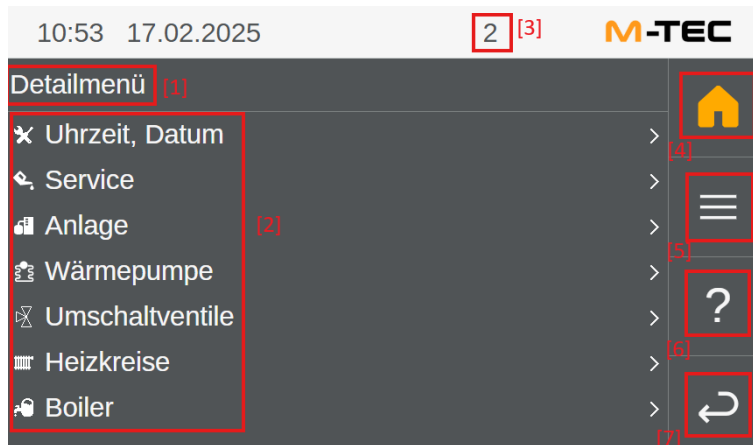 10:53 17.02.2025 2 [3] M-TEC
Detailmenü [1]
Uhrzeit, Datum
[4]
Service
Anlage [2]
[5]
Wärmepumpe
Umschaltventile
?
[6]
Heizkreise
Boiler
[7]